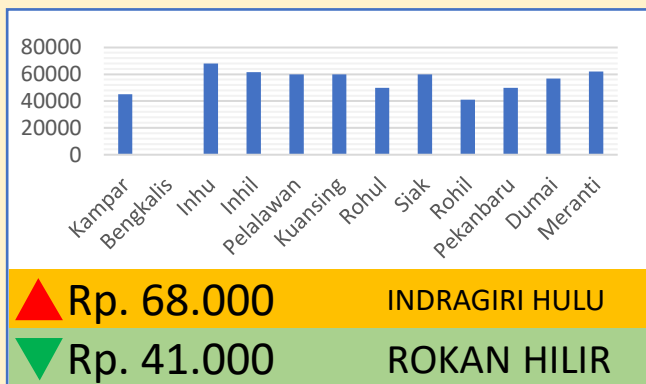 80000
60000
40000
20000
0
Kampar
Bengkalis
Inhu
Inhil
Pelalawan
Kuansing
Rohul
Siak
Rohil
Pekanbaru
Dumai
Meranti
Rp. 68.000 INDRAGIRI HULU
Rp. 41.000 ROKAN HILIR